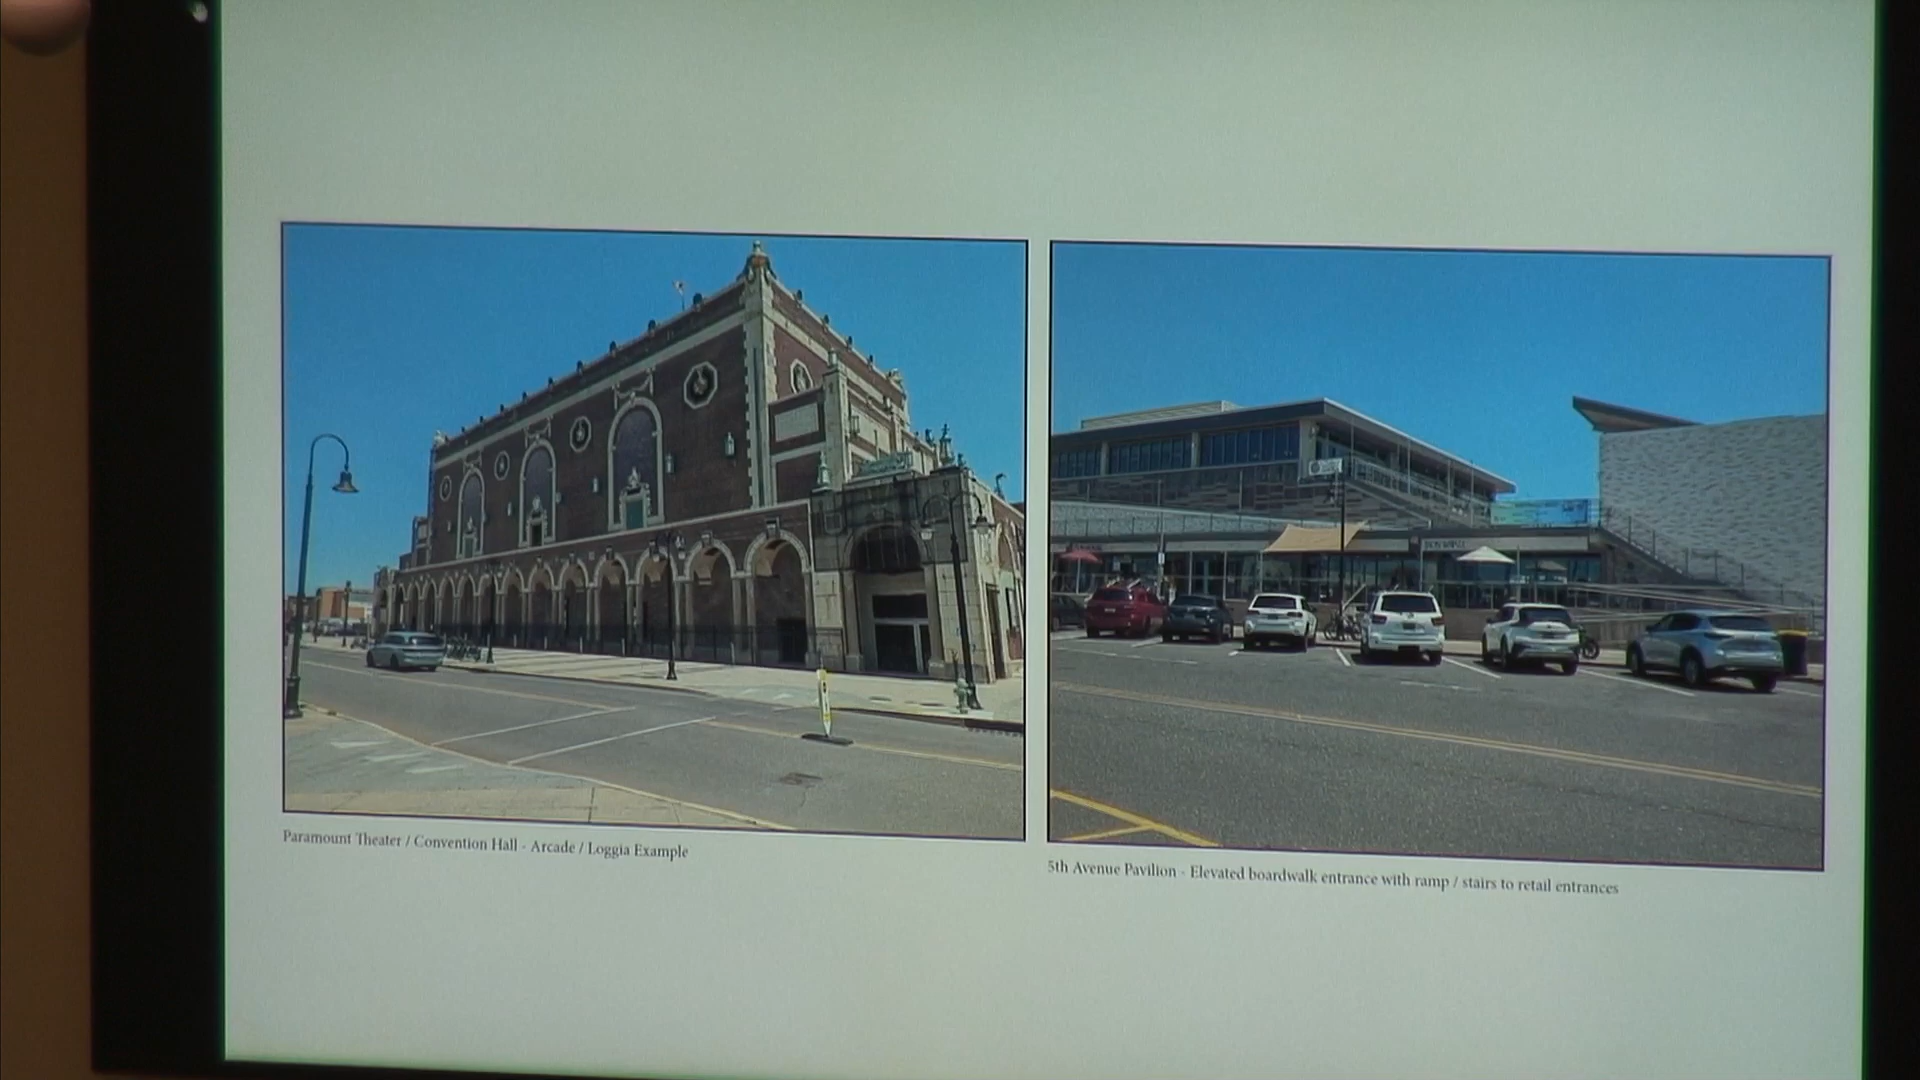 Paramount Theater / Convention Hall - Arcade / Loggia Example
5th Avenue Pavilion - Elevated boardwalk entrance with ramp / stairs to retail entrances